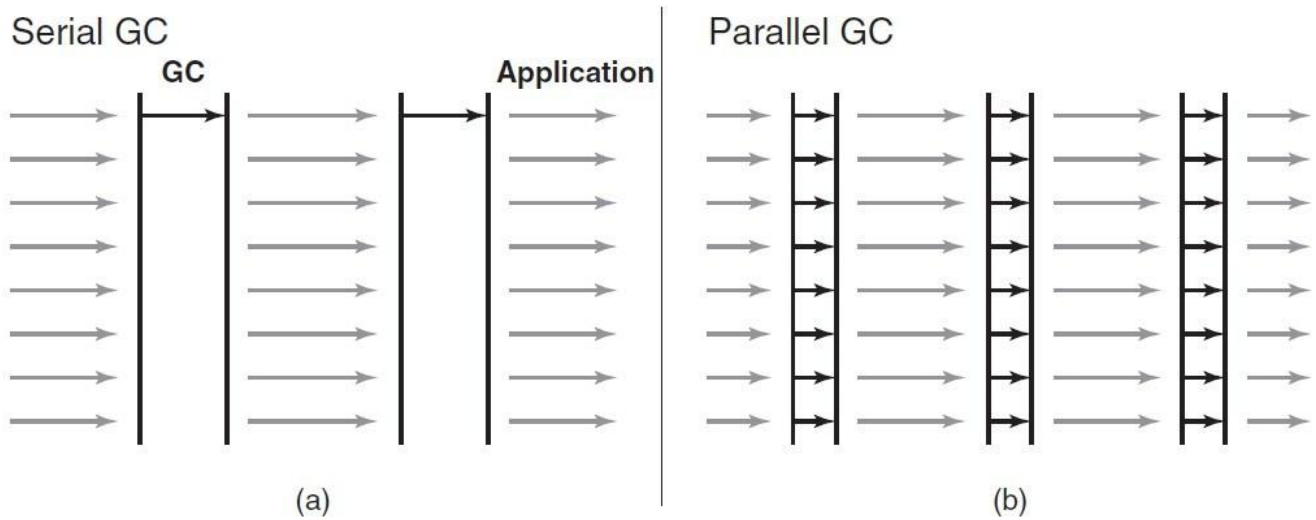 Serial GC
GC
Application
(a)
Parallel GC
(b)